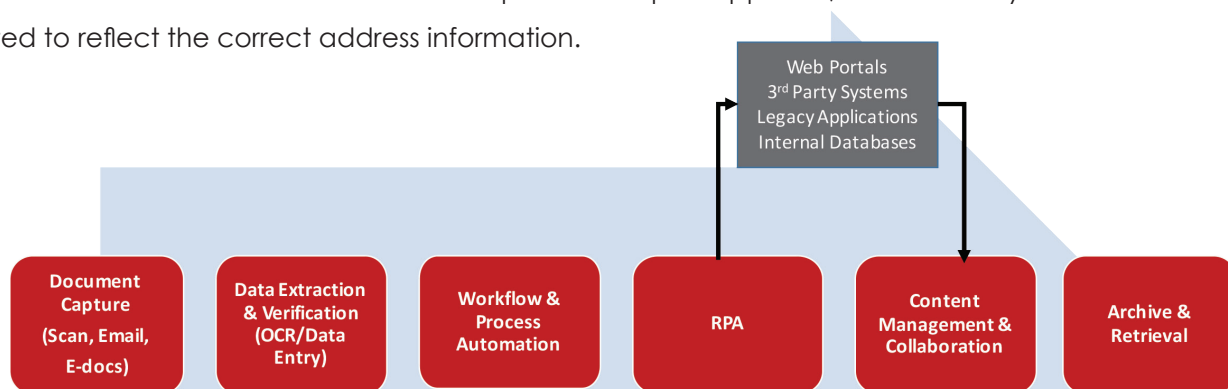 ed to reflect the correct address information.
Web Portals
3rd Party Systems
Legacy Applications
Internal Databases
Document
Capture
(Scan, Email,
E-docs)
Data Extraction
& Verification
(OCR/Data
Entry)
Workflow &
Process
Automation
RPA
Content
Management &
Collaboration
Archive &
Retrieval